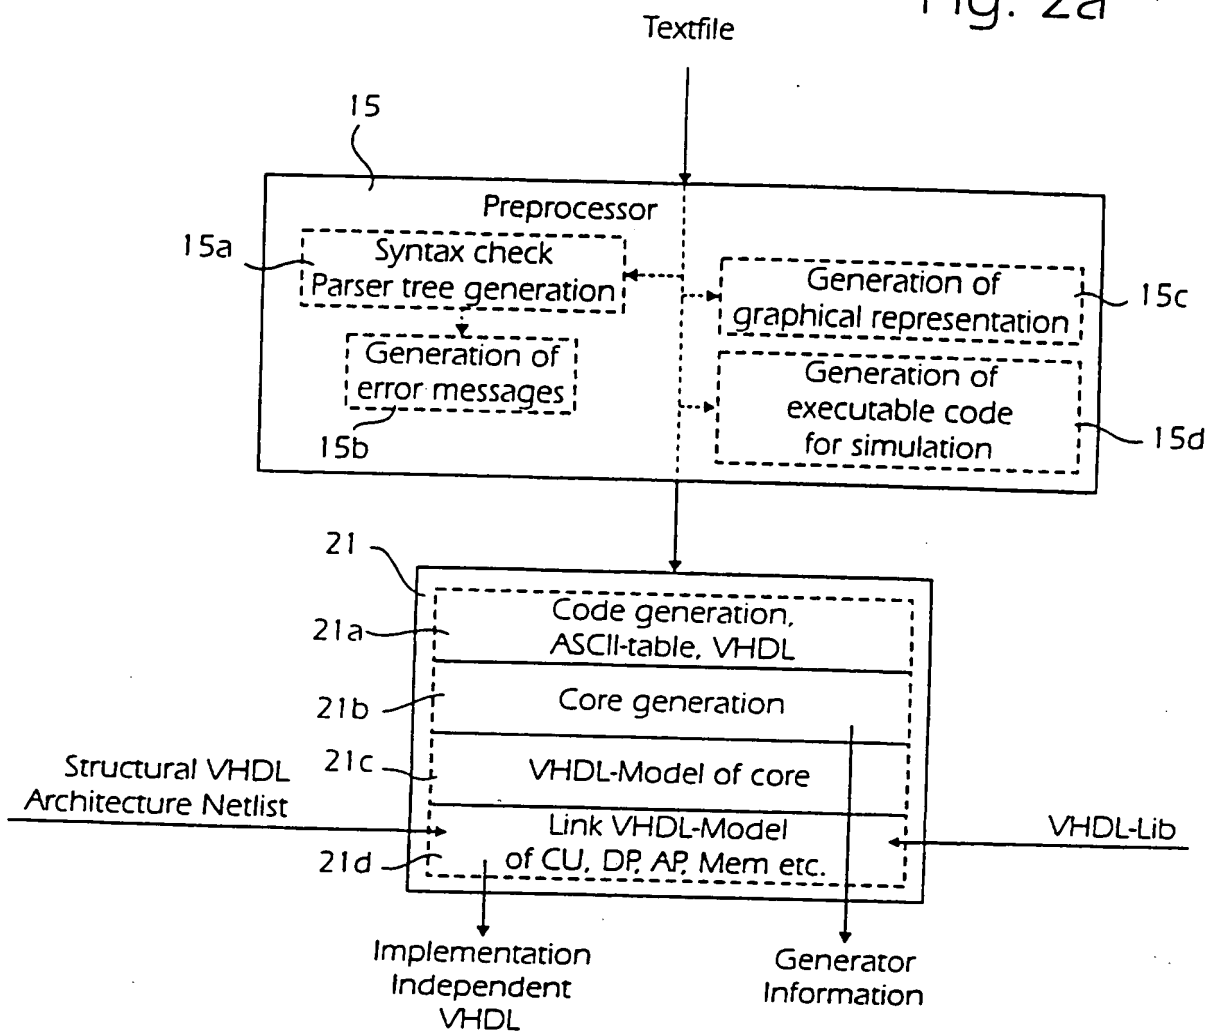 Fig. 2a
Textfile
15
Preprocessor
15a
Syntax check
Parser tree generation
Generation of
graphical representation
15c
Generation of
error messages
15b
Generation of
executable code
for simulation
15d
21
21a
Code generation,
ASCII-table, VHDL
21b
Core generation
Structural VHDL
Architecture Netlist
21c
VHDL-Model of core
21d
Link VHDL-Model
of CU, DP, AP, Mem etc.
VHDL-Lib
Implementation
Independent
VHDL
Generator
Information